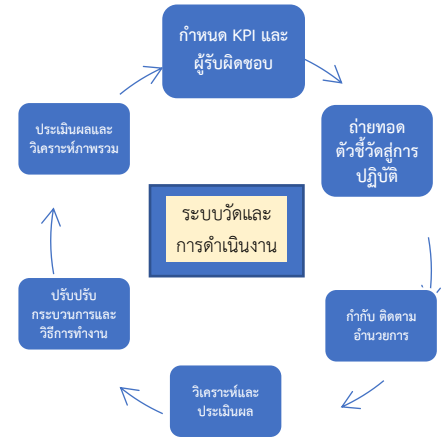 กำหนด KPI และ
ผู้รับผิดชอบ
ถ่ายทอด
ตัวชี้วัดสู่การ
ปฏิบัติ
กำกับ ติดตาม
อำนวยการ
วิเคราะห์และ
ประเมินผล
ปรับปรับ
กระบวนการและ
วิธีการทำงาน
ประเมินผลและ
วิเคราะห์ภาพรวม
ระบบวัดและ
การดำเนินงาน